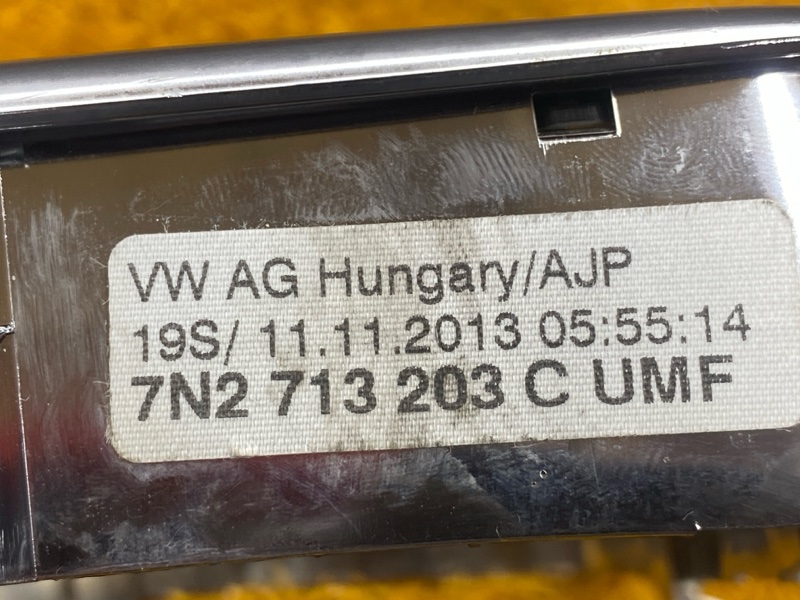 VW AG Hungary/AJP
19S/ 11.11.2013 05:55:14
7N2 713 203 C UMF